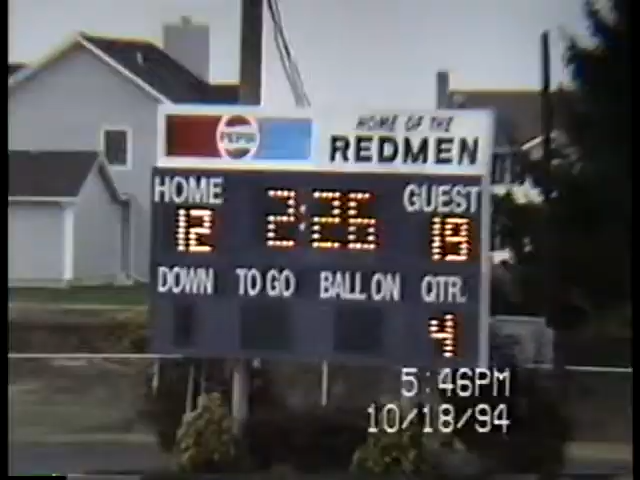 PEPSI
HOME OF THE
REDMEN
HOME GUEST
12 2:26 19
DOWN TO GO BALL ON QTR.
4
5:46PM
10/18/94